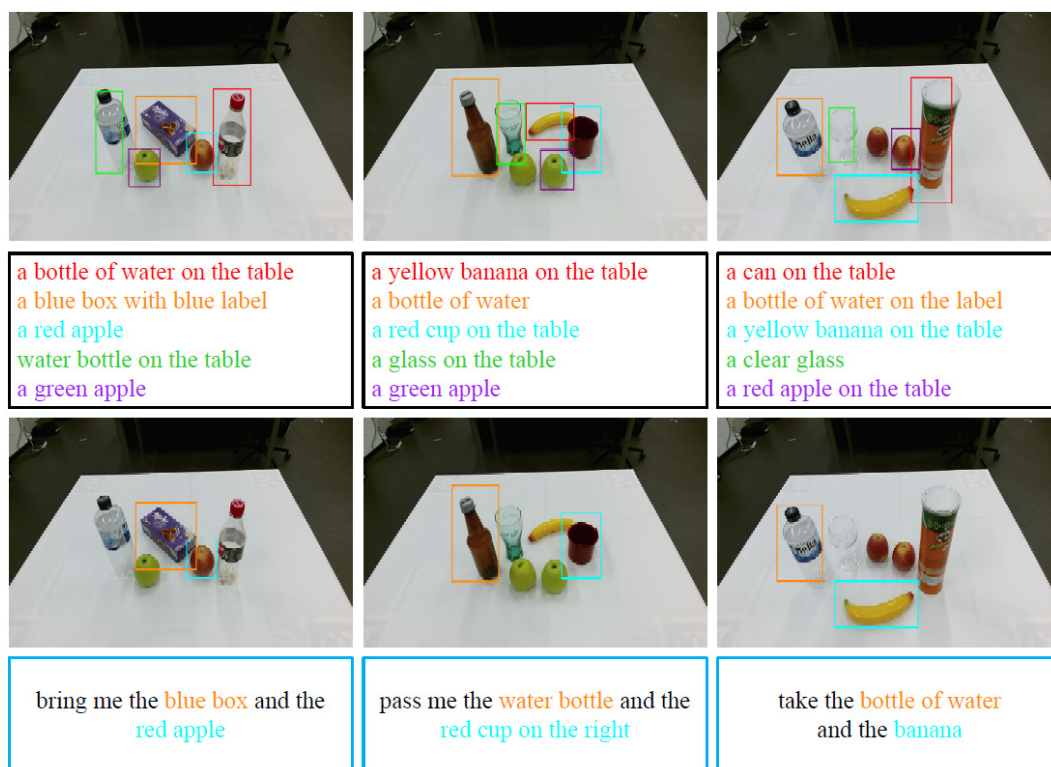 a bottle of water on the table
a blue box with blue label
a red apple
water bottle on the table
a green apple
a yellow banana on the table
a bottle of water
a red cup on the table
a glass on the table
a green apple
a can on the table
a bottle of water on the label
a yellow banana on the table
a clear glass
a red apple on the table
bring me the blue box and the
red apple
pass me the water bottle and the
red cup on the right
take the bottle of water
and the banana